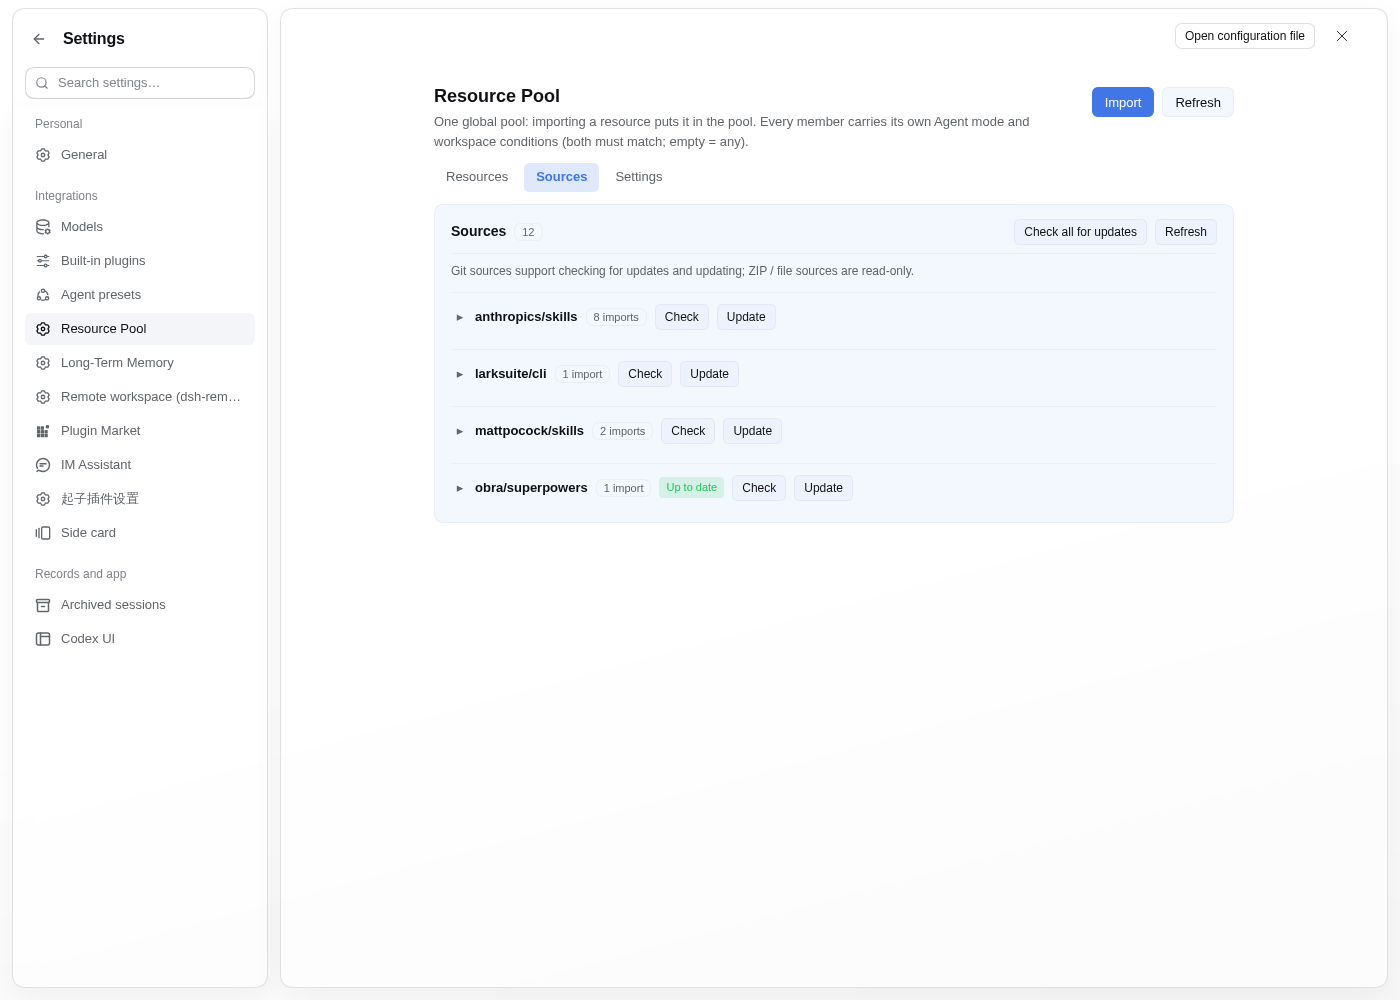 Settings
Search settings…
Personal
General
Integrations
Models
Built-in plugins
Agent presets
Resource Pool
Long-Term Memory
Remote workspace (dsh-rem…
Plugin Market
IM Assistant
起子插件设置
Side card
Records and app
Archived sessions
Codex UI
Open configuration file
Resource Pool
One global pool: importing a resource puts it in the pool. Every member carries its own Agent mode and
workspace conditions (both must match; empty = any).
Import Refresh
Resources Sources Settings
Sources 12 Check all for updates Refresh
Git sources support checking for updates and updating; ZIP / file sources are read-only.
anthropics/skills 8 imports Check Update
larksuite/cli 1 import Check Update
mattpocock/skills 2 imports Check Update
obra/superpowers 1 import Up to date Check Update